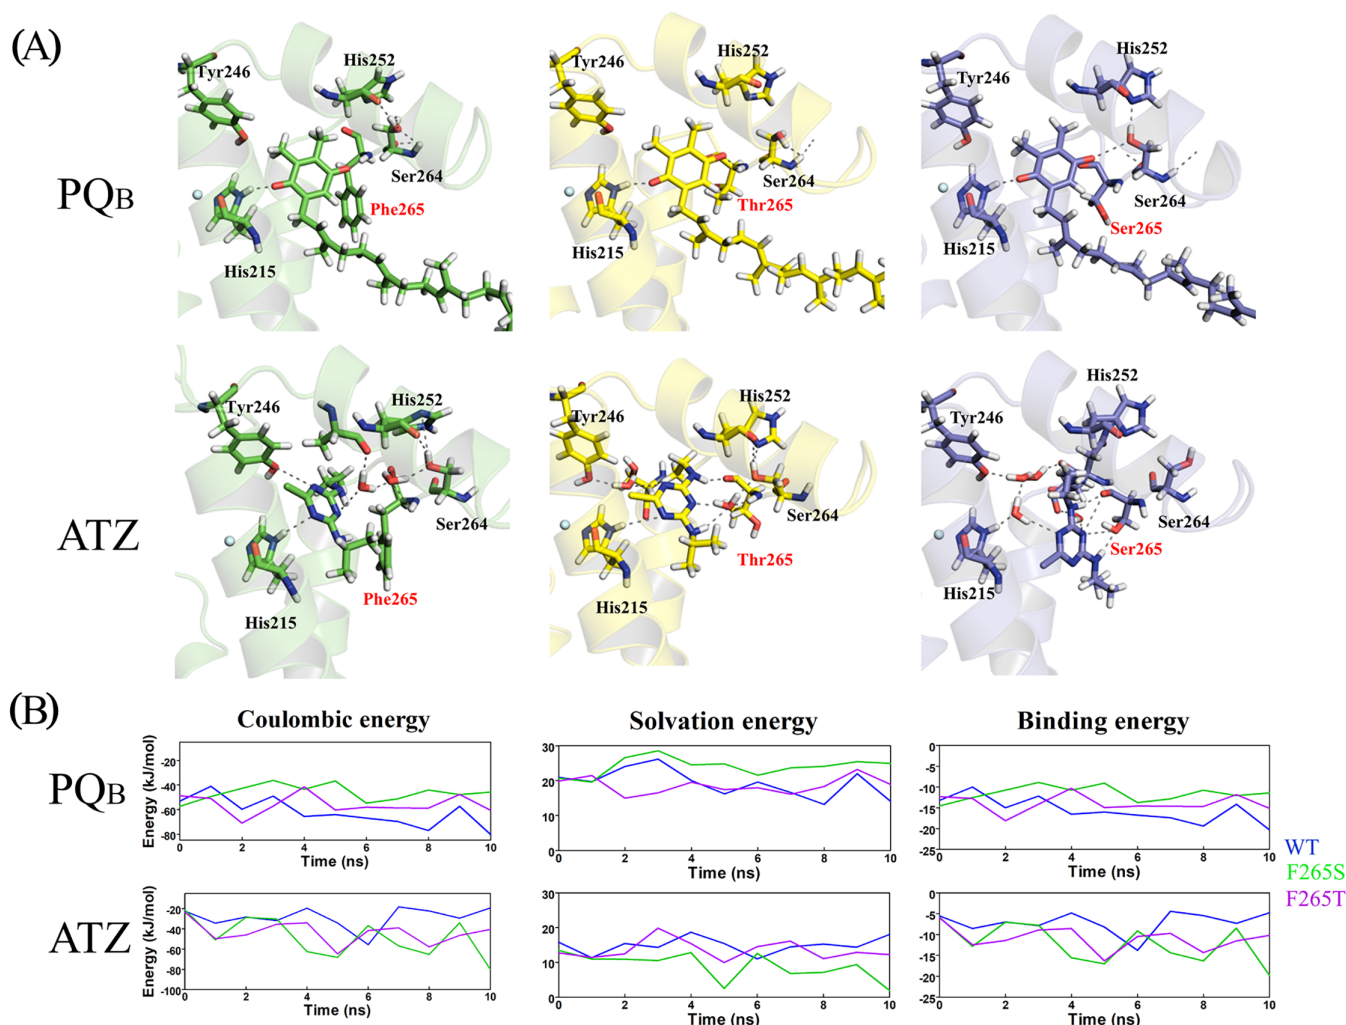 (A)
PQB
Tyr246
His252
Ser264
Phe265
His215
Tyr246
His252
Ser264
Thr265
His215
Tyr246
His252
Ser264
Ser265
His215
ATZ
Tyr246
His252
Ser264
Phe265
His215
Tyr246
His252
Ser264
Thr265
His215
Tyr246
His252
Ser264
Ser265
His215
(B)
Coulombic energy
Solvation energy
Binding energy
PQB
Energy (kJ/mol)
-20
-40
-60
-80
0 2 4 6 8 10
Time (ns)
30
20
10
0
0 2 4 6 8 10
Time (ns)
0
-5
-10
-15
-20
-25
0 2 4 6 8 10
Time (ns)
WT
F265S
F265T
ATZ
Energy (kJ/mol)
-20
-40
-60
-80
-100
0 2 4 6 8 10
Time (ns)
30
20
10
0
0 2 4 6 8 10
Time (ns)
0
-5
-10
-15
-20
-25
0 2 4 6 8 10
Time (ns)